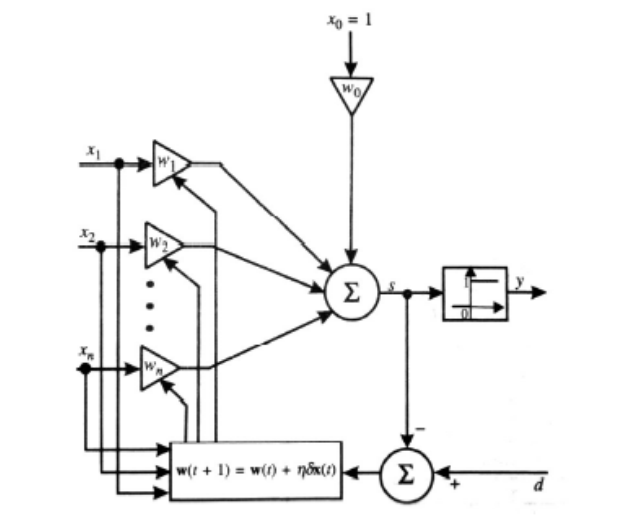 x₀ = 1
w₀
x₁
w₁
x₂
w₂
xₙ
wₙ
Σ
s
1
0
y
−
w(t + 1) = w(t) + ηδx(t)
Σ
+
d